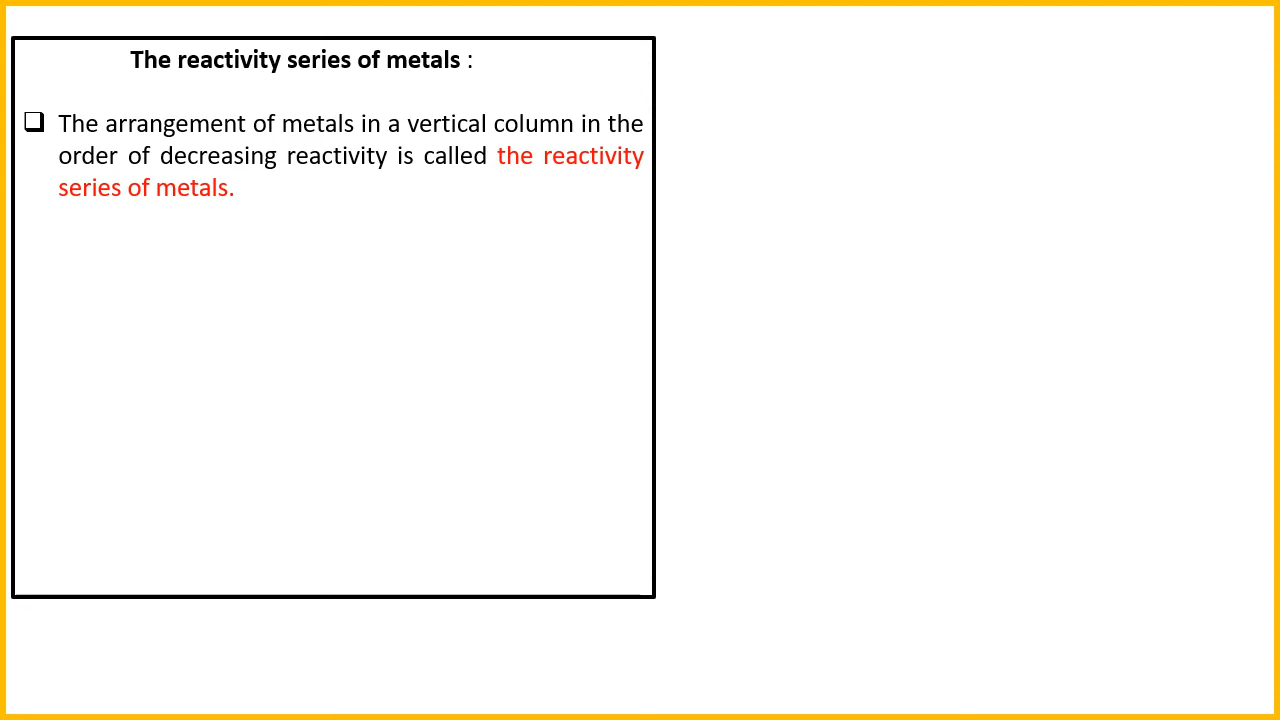 The reactivity series of metals :
❑ The arrangement of metals in a vertical column in the
order of decreasing reactivity is called the reactivity
series of metals.